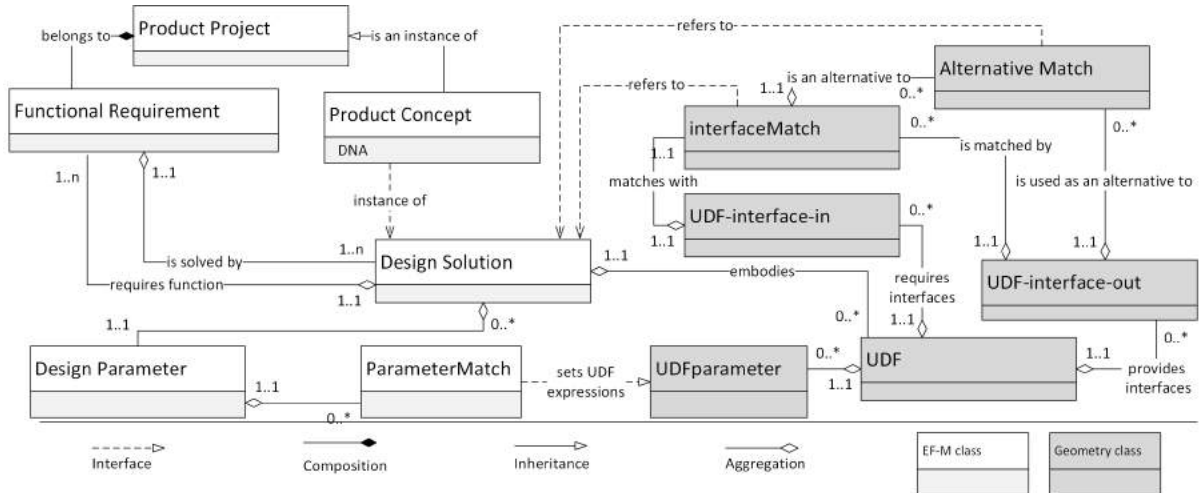 refers to
belongs to
Product Project
is an instance of
Alternative Match
is an alternative to
1..1
0..*
refers to
Functional Requirement
Product Concept
DNA
interfaceMatch
0..*
0..*
1..n
1..1
1..1
is matched by
matches with
instance of
UDF-interface-in
0..*
is used as an alternative to
1..1
1..n
is solved by
Design Solution
1..1
embodies
requires
interfaces
1..1
1..1
UDF-interface-out
requires function
1..1
1..1
0..*
0..*
1..1
0..*
Design Parameter
ParameterMatch
sets UDF
expressions
UDFparameter
0..*
1..1
UDF
1..1
provides
interfaces
1..1
0..*
Interface
Composition
Inheritance
Aggregation
EF-M class
Geometry class